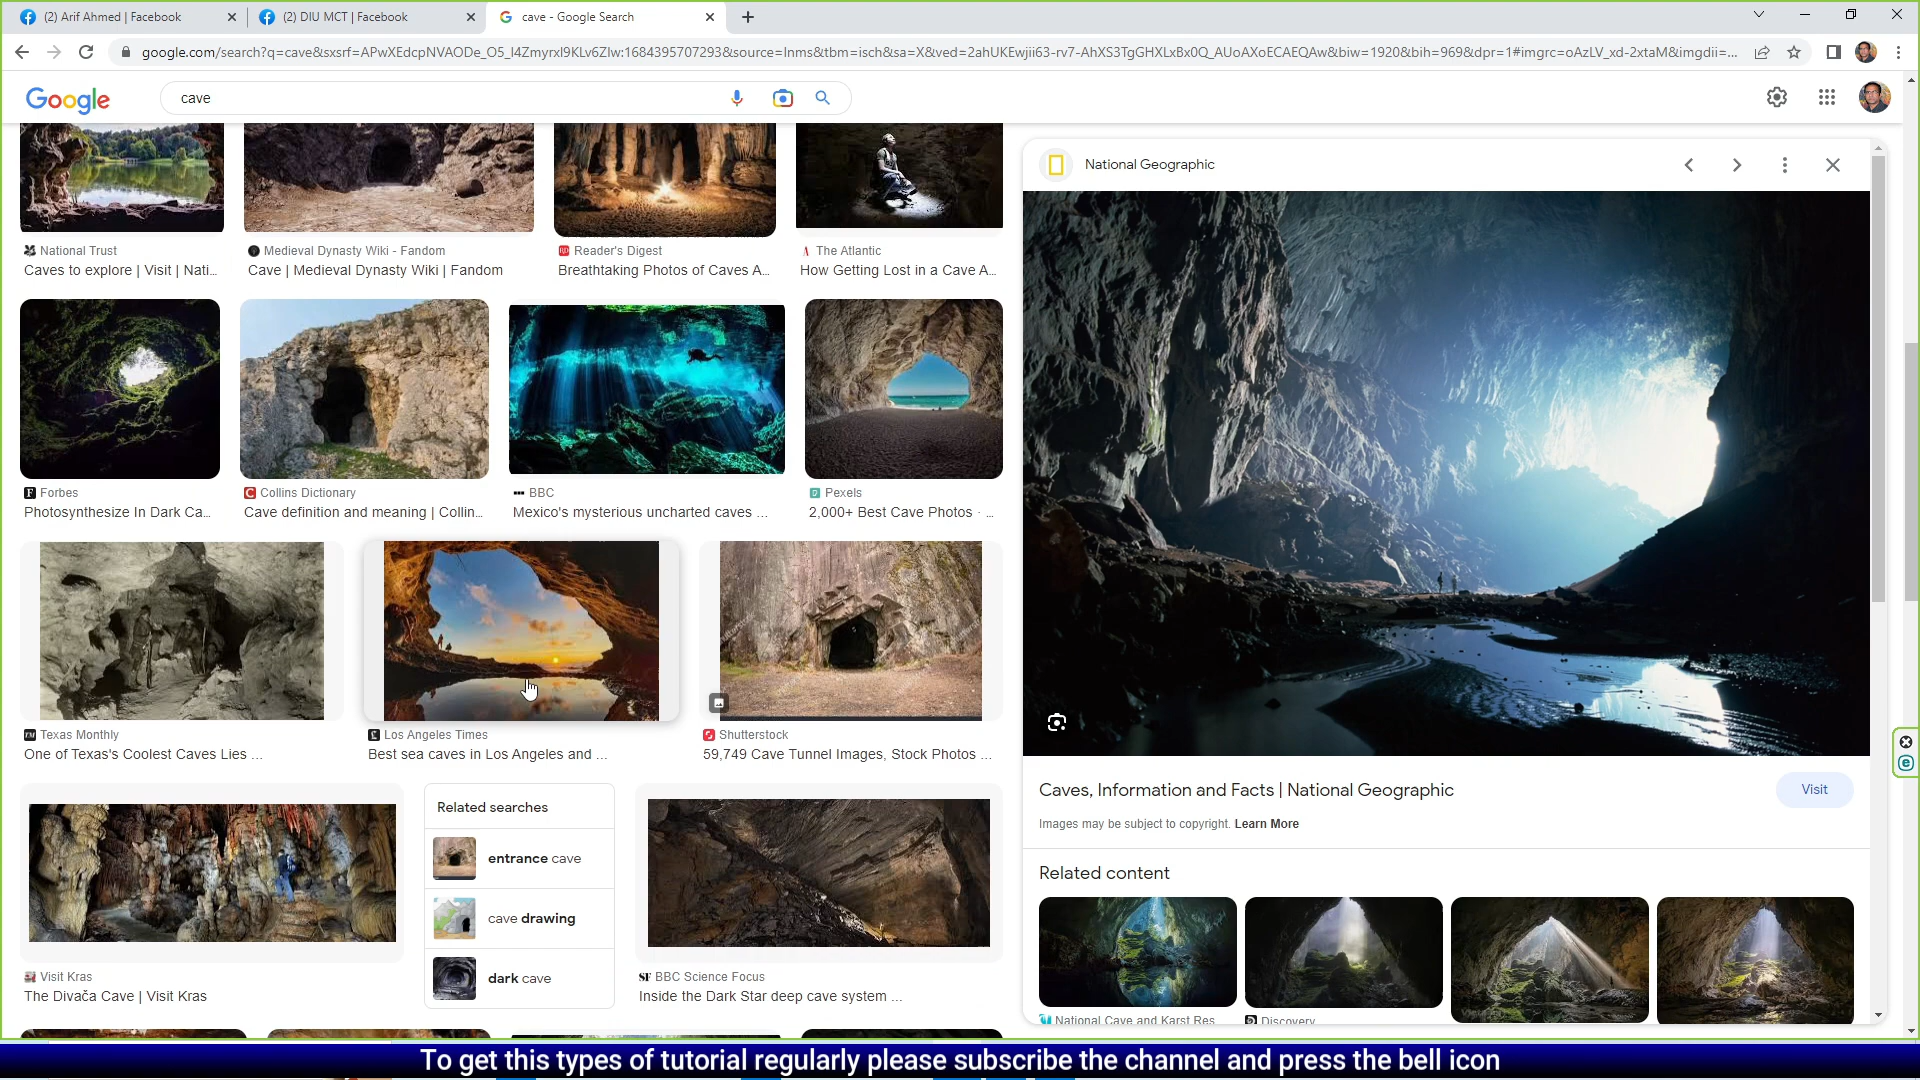 (2) Arif Ahmed | Facebook
(2) DIU MCT | Facebook
cave - Google Search
google.com/search?q=cave&sxsrf=APwXEdcpNVAODe_O5_I4Zmyrxl9KLv6Zlw:1684395707293&source=lnms&tbm=isch&sa=X&ved=2ahUKEwjii63-rv7-AhXS3TgGHXLxBx0Q_AUoAXoECAEQAw&biw=1920&bih=969&dpr=1#imgrc=oAzLV_xd-2xtaM&imgdii=...
Google
cave
National Geographic
National Trust
Caves to explore | Visit | Nati...
Medieval Dynasty Wiki - Fandom
Cave | Medieval Dynasty Wiki | Fandom
Reader's Digest
Breathtaking Photos of Caves A...
The Atlantic
How Getting Lost in a Cave A...
Forbes
Photosynthesize In Dark Ca...
Collins Dictionary
Cave definition and meaning | Collin...
BBC
Mexico's mysterious uncharted caves ...
Pexels
2,000+ Best Cave Photos · ...
Texas Monthly
One of Texas's Coolest Caves Lies ...
Los Angeles Times
Best sea caves in Los Angeles and ...
Shutterstock
59,749 Cave Tunnel Images, Stock Photos ...
Related searches
entrance cave
cave drawing
dark cave
Visit Kras
The Divača Cave | Visit Kras
BBC Science Focus
Inside the Dark Star deep cave system ...
Caves, Information and Facts | National Geographic
Visit
Images may be subject to copyright. Learn More
Related content
National Cave and Karst Res
Discovery
To get this types of tutorial regularly please subscribe the channel and press the bell icon